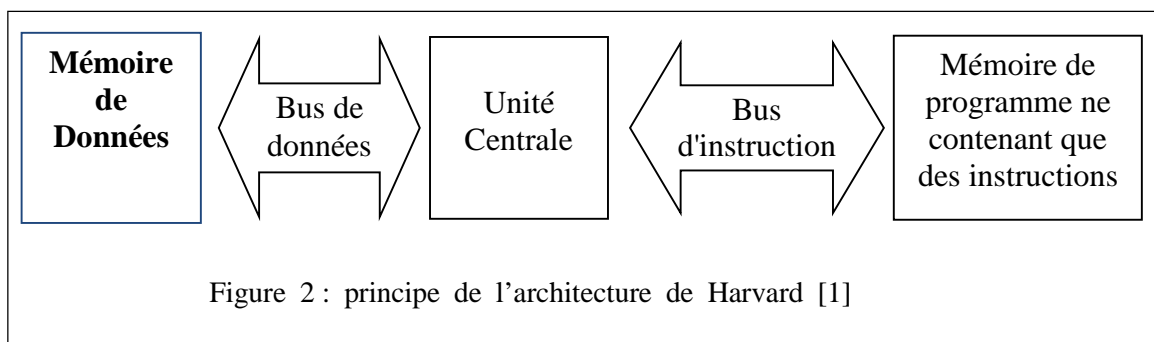 Mémoire
de
Données
Bus de
données
Unité
Centrale
Bus
d'instruction
Mémoire de
programme ne
contenant que
des instructions
Figure 2 : principe de l’architecture de Harvard [1]